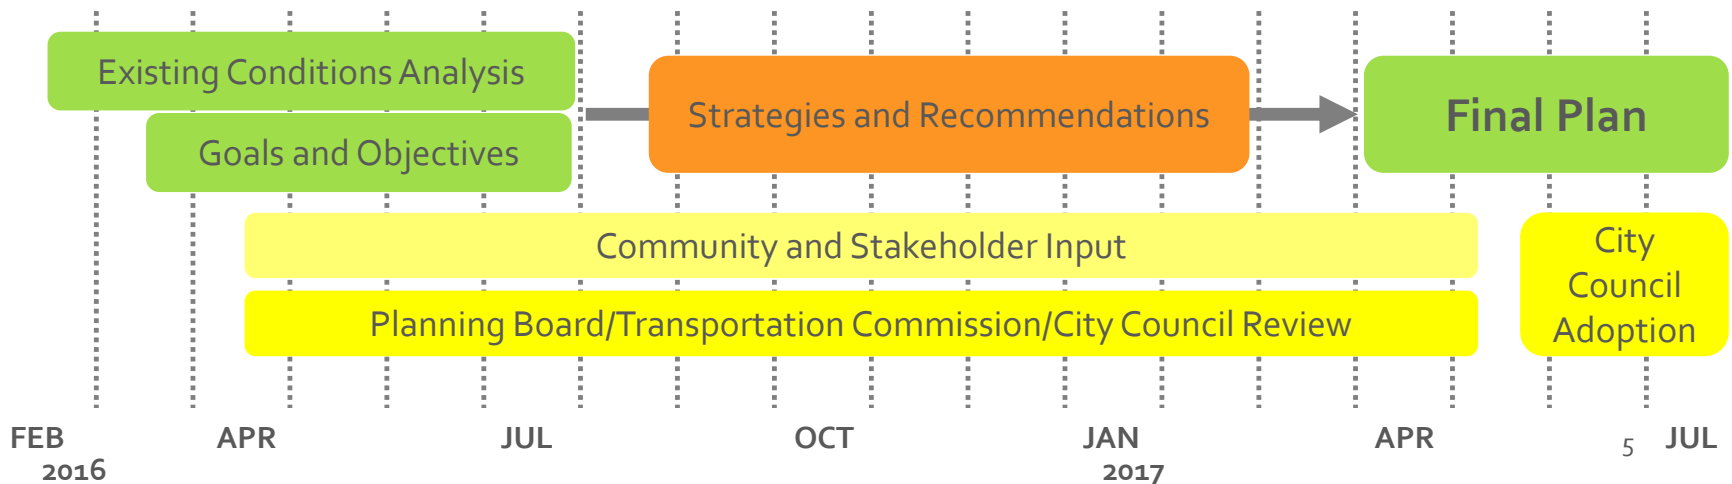 Existing Conditions Analysis
Goals and Objectives
Strategies and Recommendations
Final Plan
Community and Stakeholder Input
Planning Board/Transportation Commission/City Council Review
City
Council
Adoption
FEB APR JUL OCT JAN APR 5 JUL
2016 2017